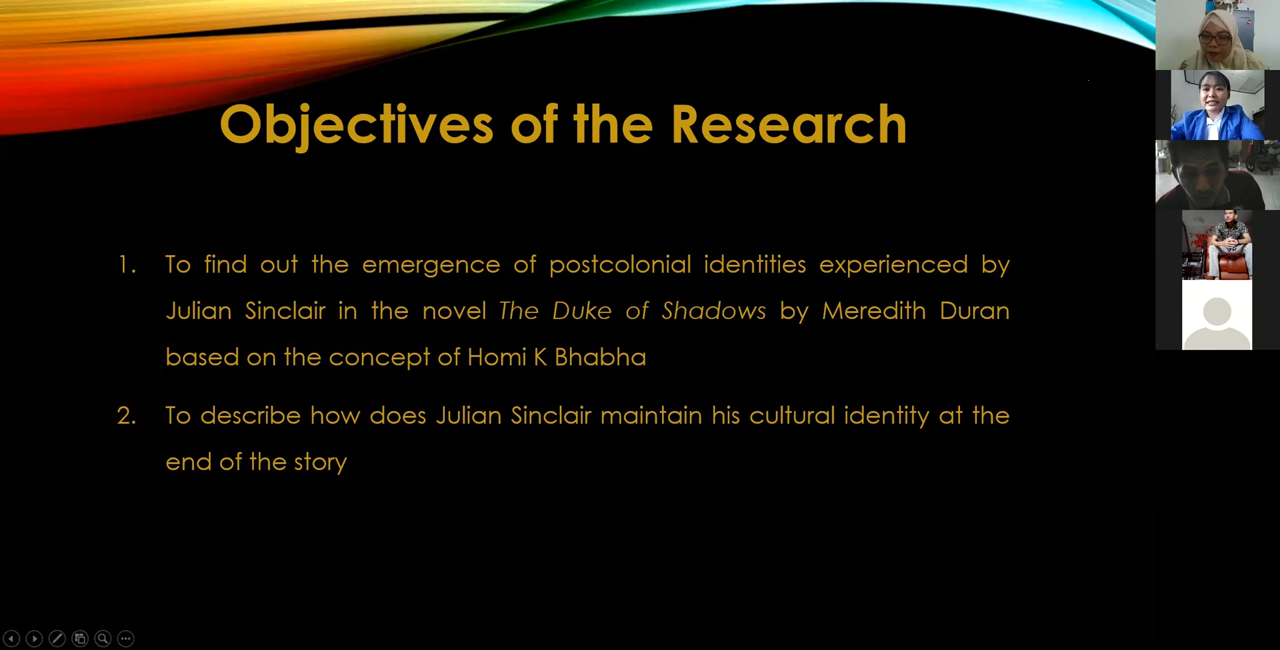 Objectives of the Research
1. To find out the emergence of postcolonial identities experienced by
Julian Sinclair in the novel The Duke of Shadows by Meredith Duran
based on the concept of Homi K Bhabha
2. To describe how does Julian Sinclair maintain his cultural identity at the
end of the story